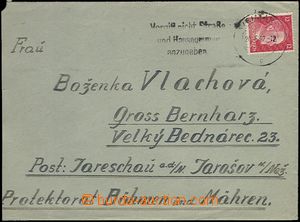 Vergiß nicht Straße
und Hausnummer
anzugeben
Frau
Boženka Vlachová,
Gross Bernharz.
Velký Bednárec 23.
Post: Jareschau a.d./N Jarošov n/Než.
Protektorat Böhmen und Mähren.